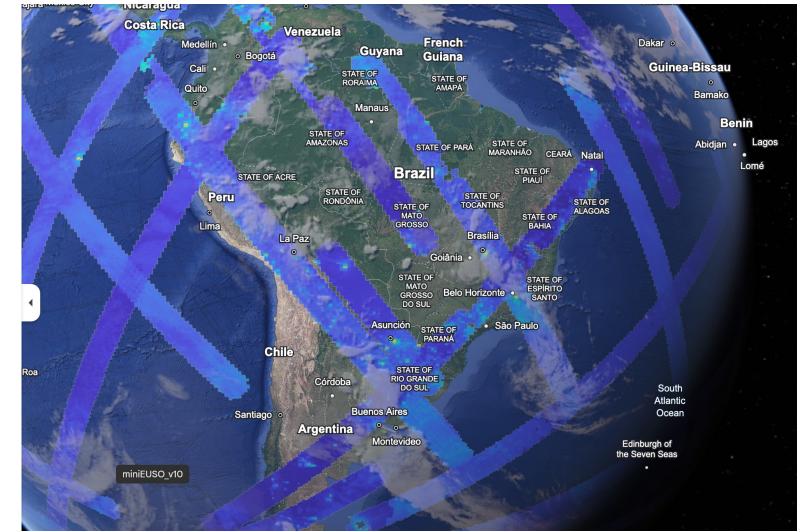 Nicaragua
Costa Rica
Venezuela
Medellín
Bogotá
Cali
Quito
Guyana
French
Guiana
Dakar
Guinea-Bissau
Bamako
Benin
Abidjan
Lagos
Lomé
STATE OF
RORAIMA
STATE OF
AMAPÁ
Manaus
STATE OF
AMAZONAS
STATE OF PARÁ
STATE OF
MARANHÃO
CEARÁ
Natal
STATE OF
PIAUÍ
STATE OF ACRE
Brazil
STATE OF
RONDÔNIA
STATE OF
TOCANTINS
STATE OF
ALAGOAS
Peru
Lima
STATE OF
MATO
GROSSO
STATE OF
BAHIA
La Paz
Brasília
Goiânia
STATE OF
MATO
GROSSO
DO SUL
Belo Horizonte
STATE OF
ESPÍRITO
SANTO
Asunción
STATE OF
PARANÁ
São Paulo
Chile
STATE OF
RIO GRANDE
DO SUL
Roa
Córdoba
Santiago
Buenos Aires
Argentina
Montevideo
South
Atlantic
Ocean
Edinburgh of
the Seven Seas
miniEUSO_v10